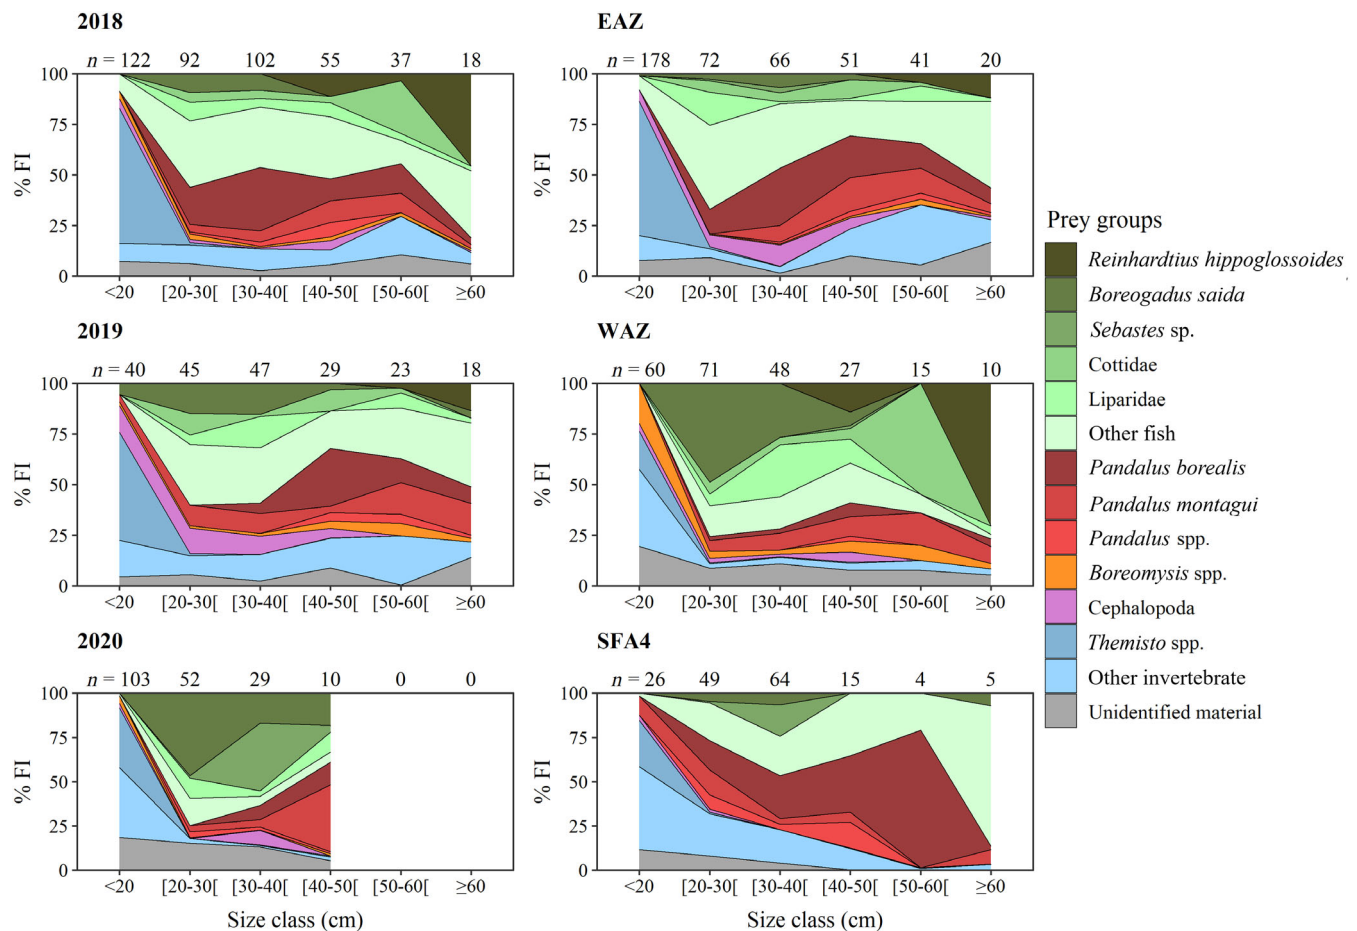 2018
n = 122 92 102 55 37 18
100
75
50
25
0
% FI
<20 [20-30[ [30-40[ [40-50[ [50-60[ ≥60
EAZ
n = 178 72 66 51 41 20
100
75
50
25
0
% FI
<20 [20-30[ [30-40[ [40-50[ [50-60[ ≥60
2019
n = 40 45 47 29 23 18
100
75
50
25
0
% FI
<20 [20-30[ [30-40[ [40-50[ [50-60[ ≥60
WAZ
n = 60 71 48 27 15 10
100
75
50
25
0
% FI
<20 [20-30[ [30-40[ [40-50[ [50-60[ ≥60
2020
n = 103 52 29 10 0 0
100
75
50
25
0
% FI
<20 [20-30[ [30-40[ [40-50[ [50-60[ ≥60
Size class (cm)
SFA4
n = 26 49 64 15 4 5
100
75
50
25
0
% FI
<20 [20-30[ [30-40[ [40-50[ [50-60[ ≥60
Size class (cm)
Prey groups
Reinhardtius hippoglossoides
Boreogadus saida
Sebastes sp.
Cottidae
Liparidae
Other fish
Pandalus borealis
Pandalus montagui
Pandalus spp.
Boreomysis spp.
Cephalopoda
Themisto spp.
Other invertebrate
Unidentified material